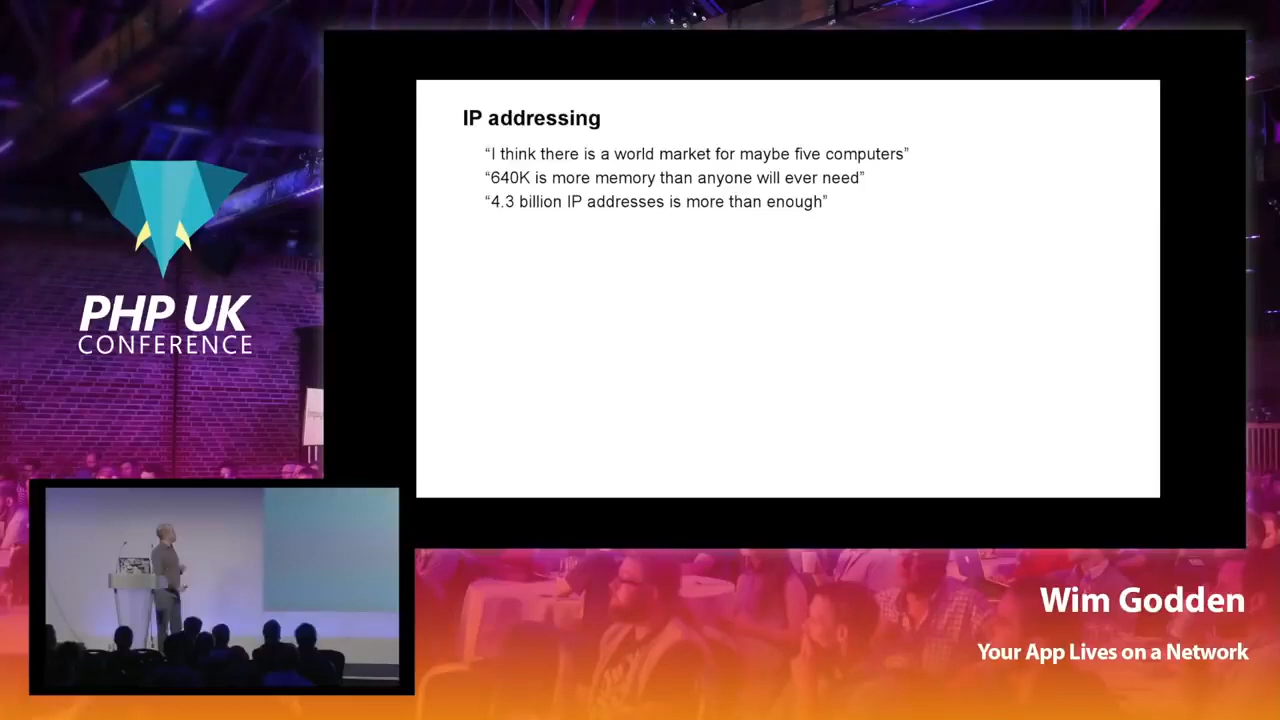 IP addressing
“I think there is a world market for maybe five computers”
“640K is more memory than anyone will ever need”
“4.3 billion IP addresses is more than enough”
PHP UK
CONFERENCE
Wim Godden
Your App Lives on a Network